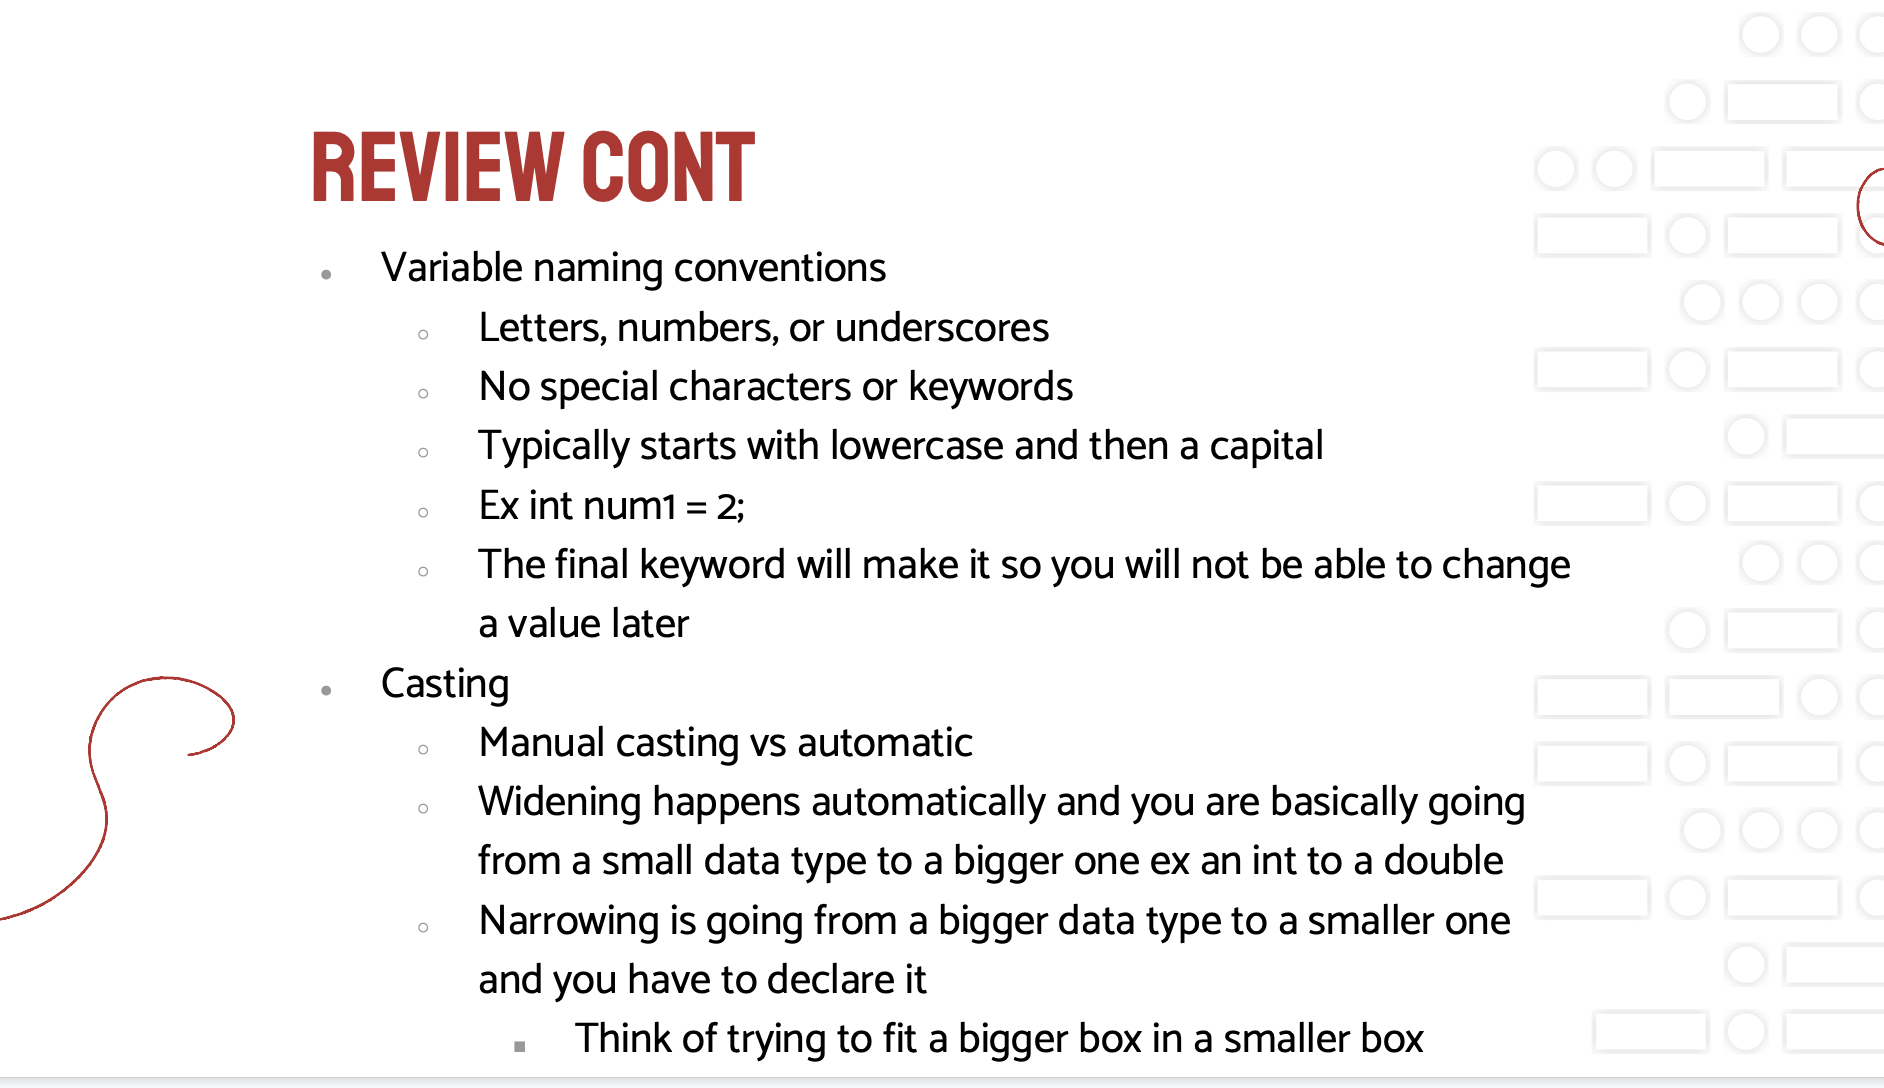 REVIEW CONT
Variable naming conventions
Letters, numbers, or underscores
No special characters or keywords
Typically starts with lowercase and then a capital
Ex int num1 = 2;
The final keyword will make it so you will not be able to change
a value later
Casting
Manual casting vs automatic
Widening happens automatically and you are basically going
from a small data type to a bigger one ex an int to a double
Narrowing is going from a bigger data type to a smaller one
and you have to declare it
Think of trying to fit a bigger box in a smaller box